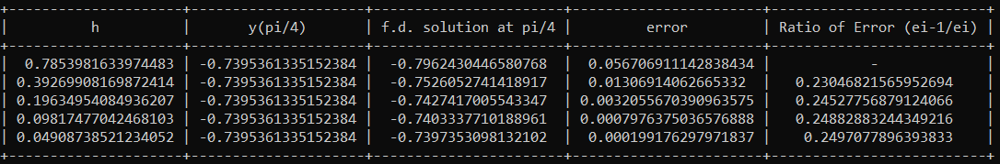 +--------------------+---------------------+-----------------------+-----------------------+---------------------------+
| h | y(pi/4) | f.d. solution at pi/4 | error | Ratio of Error (ei-1/ei) |
+--------------------+---------------------+-----------------------+-----------------------+---------------------------+
| 0.7853981633974483 | -0.7395361335152384 | -0.7962430446580768 | 0.056706911142838434 | - |
| 0.39269908169872414 | -0.7395361335152384 | -0.7526052741418917 | 0.01306914062665332 | 0.23046821565952694 |
| 0.19634954084936207 | -0.7395361335152384 | -0.7427417005543347 | 0.0032055670390963575 | 0.24527756879124066 |
| 0.09817477042468103 | -0.7395361335152384 | -0.7403337710188961 | 0.0007976375036576888 | 0.24882883244349216 |
| 0.04908738521234052 | -0.7395361335152384 | -0.7397353098132102 | 0.000199176297971837 | 0.2497077896393833 |
+--------------------+---------------------+-----------------------+-----------------------+---------------------------+